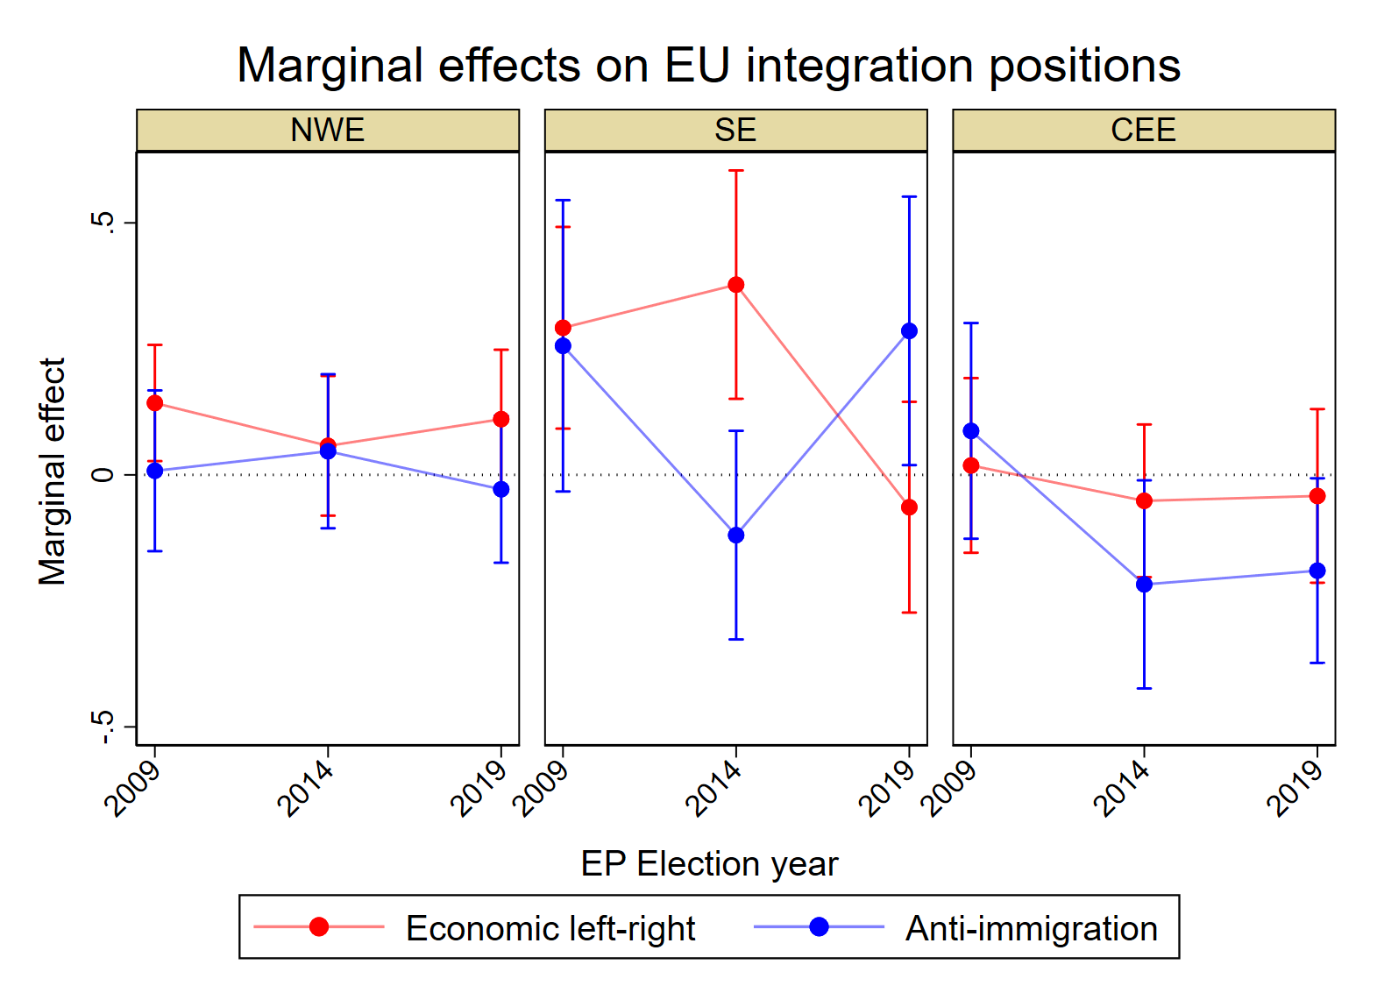 Marginal effects on EU integration positions
NWE
SE
CEE
Marginal effect
.5
0
-.5
2009
2014
2019
2009
2014
2019
2009
2014
2019
EP Election year
Economic left-right
Anti-immigration